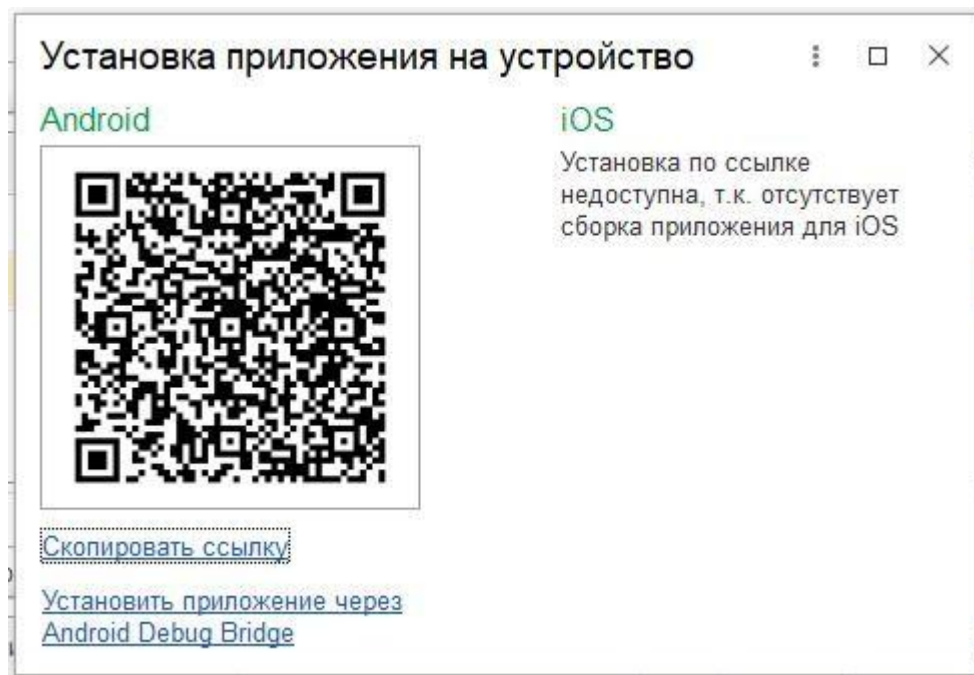 Установка приложения на устройство
Android
iOS
Установка по ссылке
недоступна, т.к. отсутствует
сборка приложения для iOS
Скопировать ссылку
Установить приложение через
Android Debug Bridge